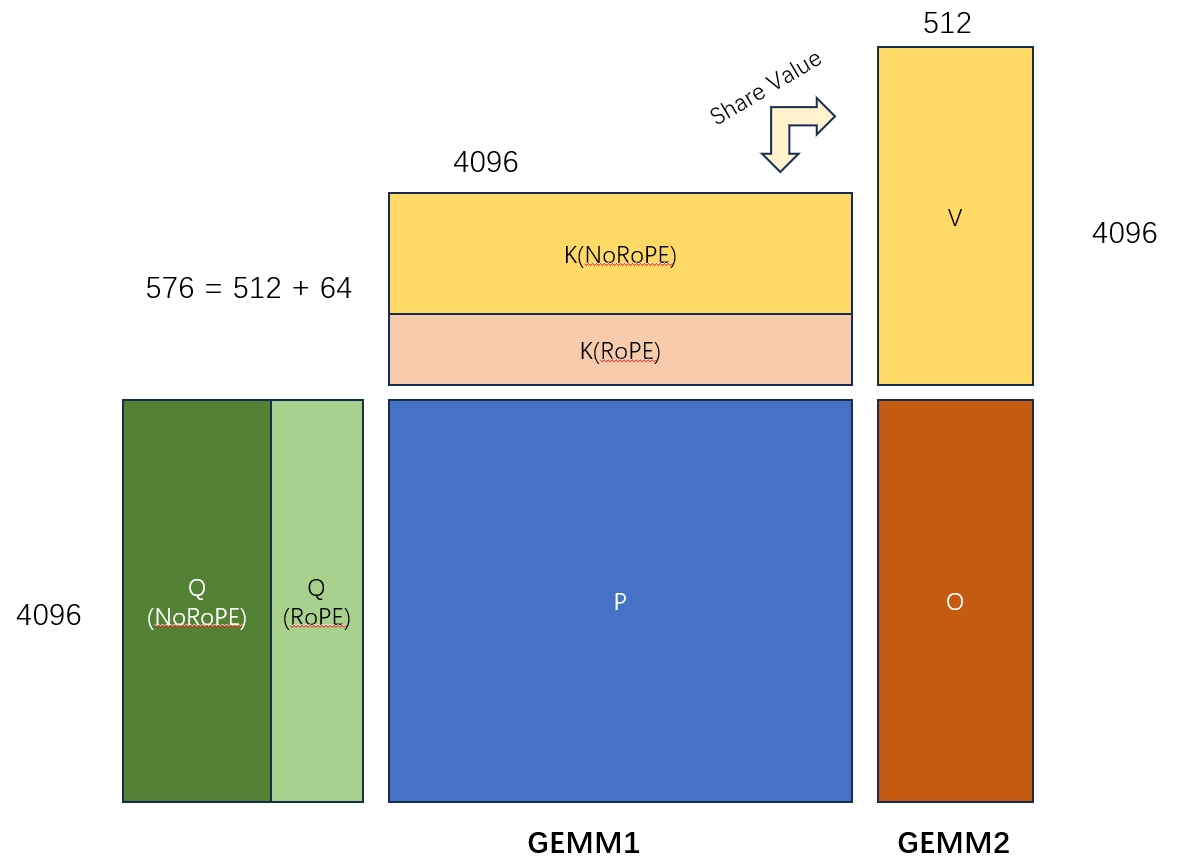 512
Share Value
4096
K(NoRoPE)
V
4096
576 = 512 + 64
K(RoPE)
Q
(NoRoPE)
Q
(RoPE)
4096
P
O
GEMM1
GEMM2